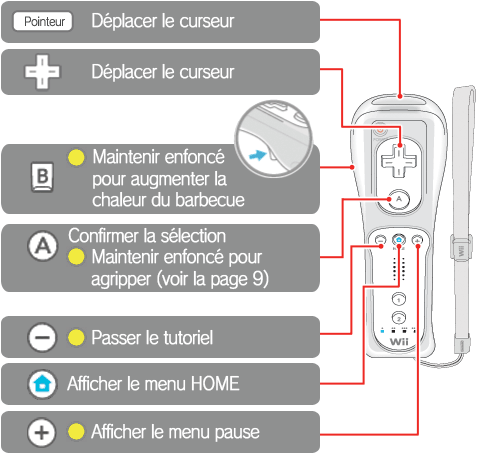 Pointeur
Déplacer le curseur
Déplacer le curseur
B
Maintenir enfoncé
pour augmenter la
chaleur du barbecue
A
Confirmer la sélection
Maintenir enfoncé pour
agripper (voir la page 9)
Passer le tutoriel
Afficher le menu HOME
Afficher le menu pause
A
1
2
Wii
Wii